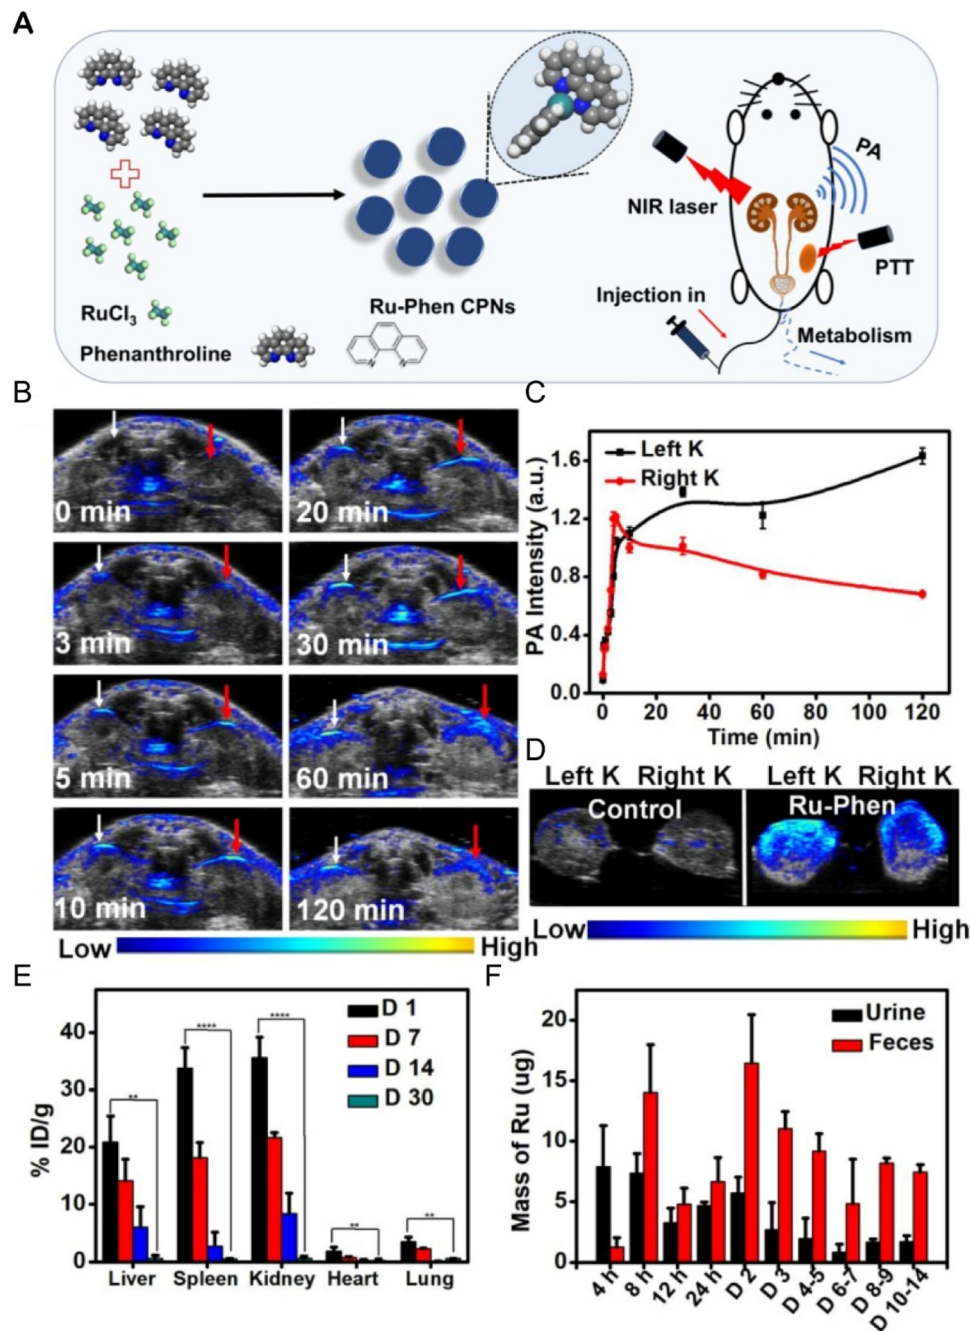 A
PA
NIR laser
PTT
Injection in
Metabolism
RuCl3
Phenanthroline
Ru-Phen CPNs
N N
B
0 min
20 min
3 min
30 min
5 min
60 min
10 min
120 min
Low High
C
Left K
Right K
PA Intensity (a.u.)
1.6
1.2
0.8
0.4
0.0
0 20 40 60 80 100 120
Time (min)
D
Left K Right K Left K Right K
Control Ru-Phen
Low High
E
D 1
D 7
D 14
D 30
% ID/g
40
30
20
10
0
** **** **** ** **
Liver Spleen Kidney Heart Lung
F
Urine
Feces
Mass of Ru (ug)
20
15
10
5
0
4 h 8 h 12 h 24 h D 2 D 3 D 4-5 D 6-7 D 8-9 D 10-14